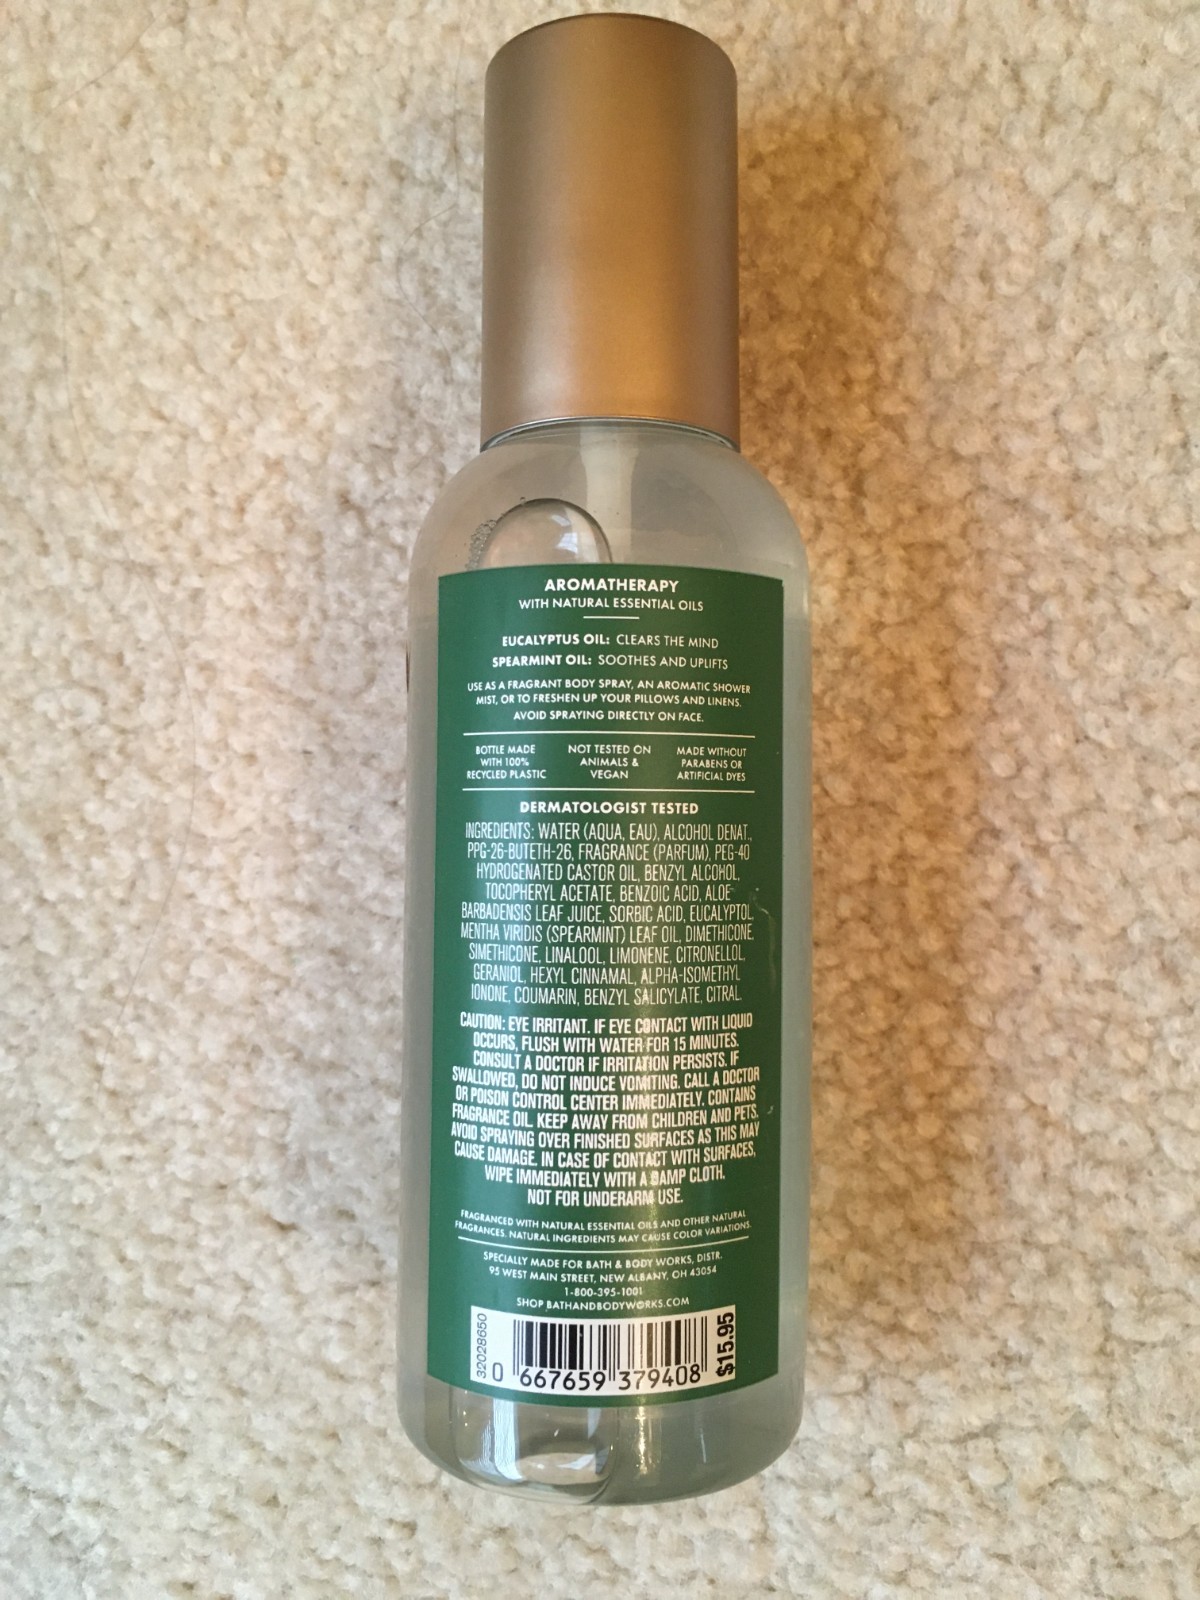 AROMATHERAPY
WITH NATURAL ESSENTIAL OILS
EUCALYPTUS OIL: CLEARS THE MIND
SPEARMINT OIL: SOOTHES AND UPLIFTS
USE AS A FRAGRANT BODY SPRAY, AN AROMATIC SHOWER
MIST, OR TO FRESHEN UP YOUR PILLOWS AND LINENS.
AVOID SPRAYING DIRECTLY ON FACE.
BOTTLE MADE
WITH 100%
RECYCLED PLASTIC
NOT TESTED ON
ANIMALS &
VEGAN
MADE WITHOUT
PARABENS OR
ARTIFICIAL DYES
DERMATOLOGIST TESTED
INGREDIENTS: WATER (AQUA, EAU), ALCOHOL DENAT.,
PPG-26-BUTETH-26, FRAGRANCE (PARFUM), PEG-40
HYDROGENATED CASTOR OIL, BENZYL ALCOHOL,
TOCOPHERYL ACETATE, BENZOIC ACID, ALOE
BARBADENSIS LEAF JUICE, SORBIC ACID, EUCALYPTOL,
MENTHA VIRIDIS (SPEARMINT) LEAF OIL, DIMETHICONE,
SIMETHICONE, LINALOOL, LIMONENE, CITRONELLOL,
GERANIOL, HEXYL CINNAMAL, ALPHA-ISOMETHYL
IONONE, COUMARIN, BENZYL SALICYLATE, CITRAL.
CAUTION: EYE IRRITANT. IF EYE CONTACT WITH LIQUID
OCCURS, FLUSH WITH WATER FOR 15 MINUTES.
CONSULT A DOCTOR IF IRRITATION PERSISTS. IF
SWALLOWED, DO NOT INDUCE VOMITING. CALL A DOCTOR
OR POISON CONTROL CENTER IMMEDIATELY. CONTAINS
FRAGRANCE OIL. KEEP AWAY FROM CHILDREN AND PETS.
AVOID SPRAYING OVER FINISHED SURFACES AS THIS MAY
CAUSE DAMAGE. IN CASE OF CONTACT WITH SURFACES,
WIPE IMMEDIATELY WITH A DAMP CLOTH.
NOT FOR UNDERARM USE.
FRAGRANCED WITH NATURAL ESSENTIAL OILS AND OTHER NATURAL
FRAGRANCES. NATURAL INGREDIENTS MAY CAUSE COLOR VARIATIONS.
SPECIALLY MADE FOR BATH & BODY WORKS, DISTR.
95 WEST MAIN STREET, NEW ALBANY, OH 43054
1-800-395-1001
SHOP BATHANDBODYWORKS.COM
32028650
0 667659 379408
$15.95